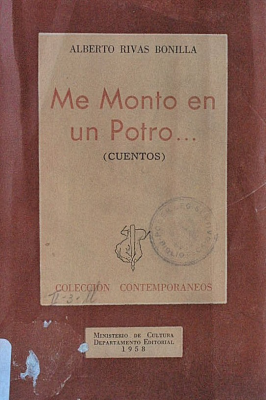 ALBERTO RIVAS BONILLA
Me Monto en
un Potro...
(CUENTOS)
COLECCIÓN CONTEMPORANEOS
MINISTERIO DE CULTURA
DEPARTAMENTO EDITORIAL
1958